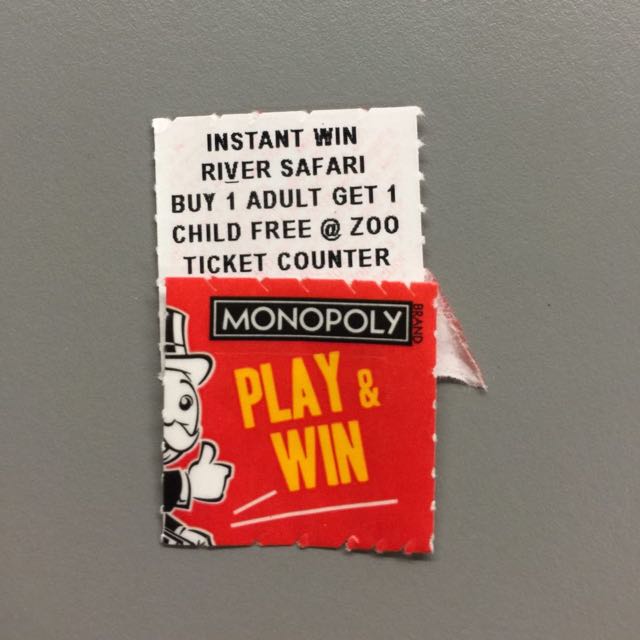 INSTANT WIN
RIVER SAFARI
BUY 1 ADULT GET 1
CHILD FREE @ ZOO
TICKET COUNTER
MONOPOLY
BRAND
PLAY &
WIN